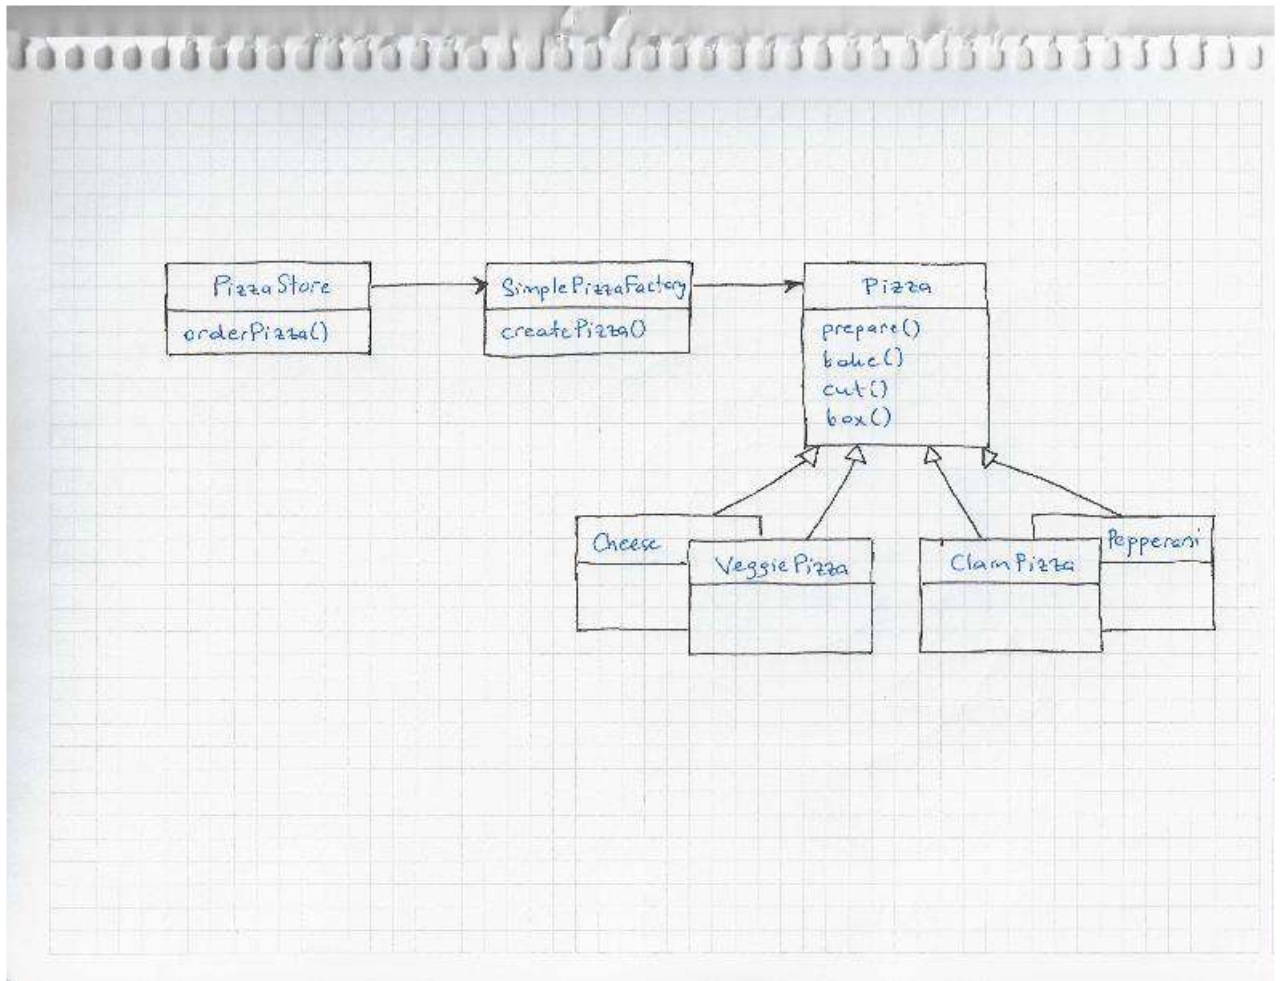 PizzaStore
orderPizza()
SimplePizzaFactory
createPizza()
Pizza
prepare()
bake()
cut()
box()
Cheese
VeggiePizza
ClamPizza
Pepperoni